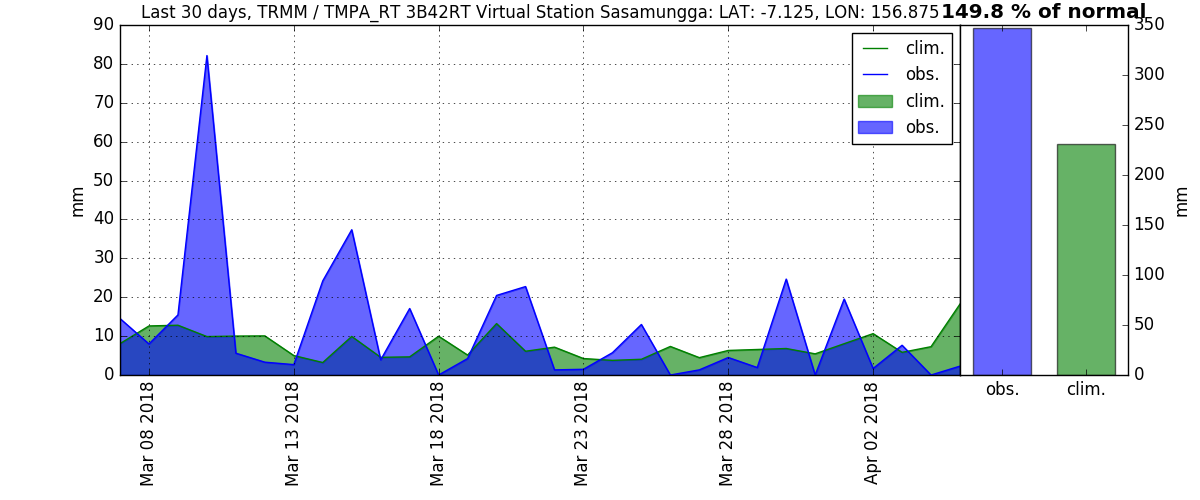 Last 30 days, TRMM / TMPA_RT 3B42RT Virtual Station Sasamungga: LAT: -7.125, LON: 156.875
149.8 % of normal
90
80
70
60
50
40
30
20
10
0
mm
clim.
obs.
clim.
obs.
350
300
250
200
150
100
50
0
mm
obs.
clim.
Mar 08 2018
Mar 13 2018
Mar 18 2018
Mar 23 2018
Mar 28 2018
Apr 02 2018